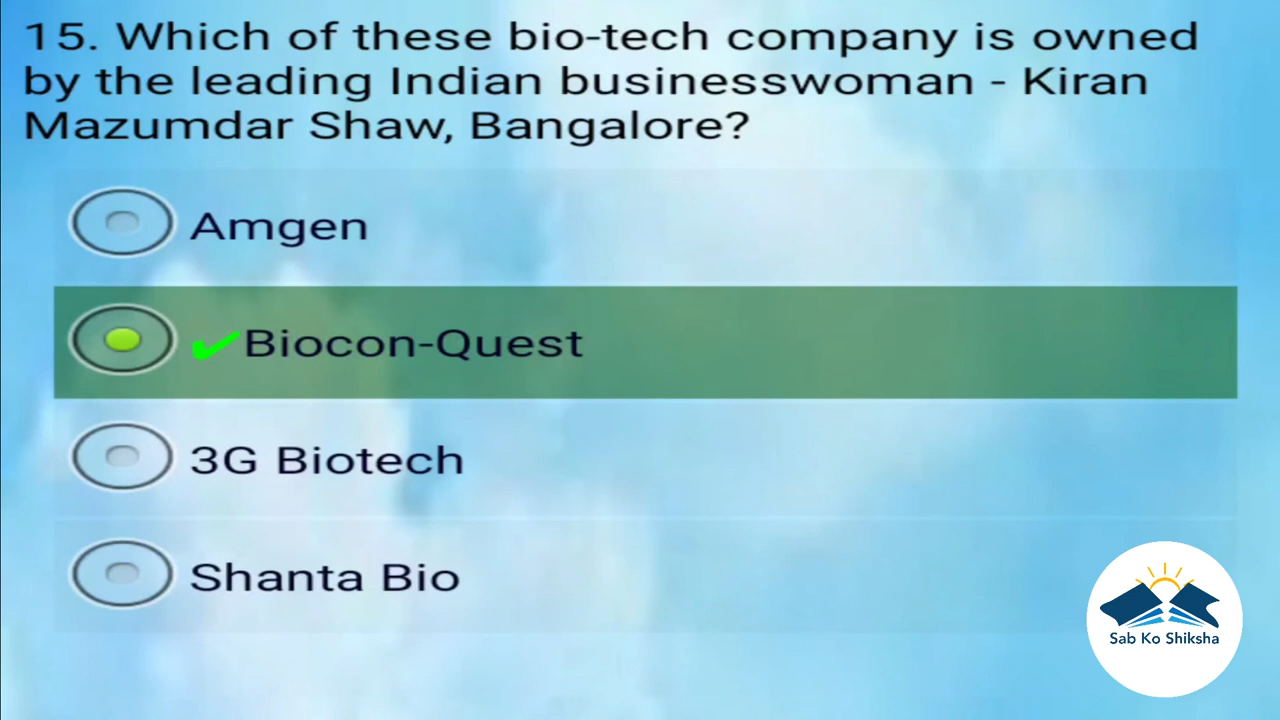 15. Which of these bio-tech company is owned
by the leading Indian businesswoman - Kiran
Mazumdar Shaw, Bangalore?
Amgen
✔Biocon-Quest
3G Biotech
Shanta Bio
Sab Ko Shiksha